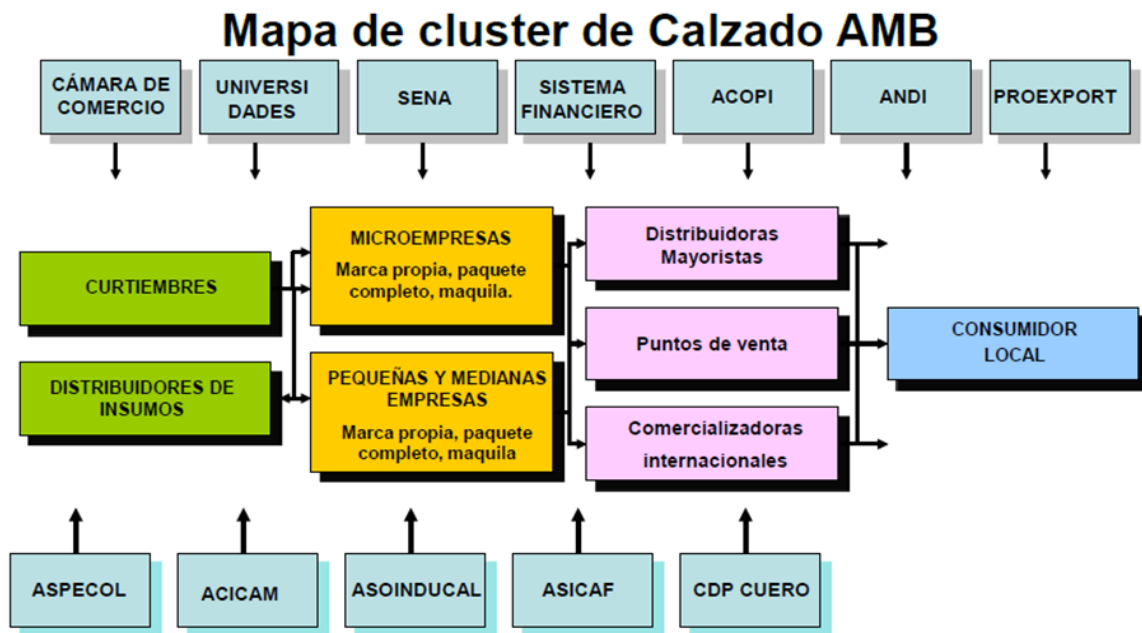 Mapa de cluster de Calzado AMB
CÁMARA DE
COMERCIO
UNIVERSI
DADES
SENA
SISTEMA
FINANCIERO
ACOPI
ANDI
PROEXPORT
CURTIEMBRES
DISTRIBUIDORES DE
INSUMOS
MICROEMPRESAS
Marca propia, paquete
completo, maquila.
PEQUEÑAS Y MEDIANAS
EMPRESAS
Marca propia, paquete
completo, maquila
Distribuidoras
Mayoristas
Puntos de venta
Comercializadoras
internacionales
CONSUMIDOR
LOCAL
ASPECOL
ACICAM
ASOINDUCAL
ASICAF
CDP CUERO